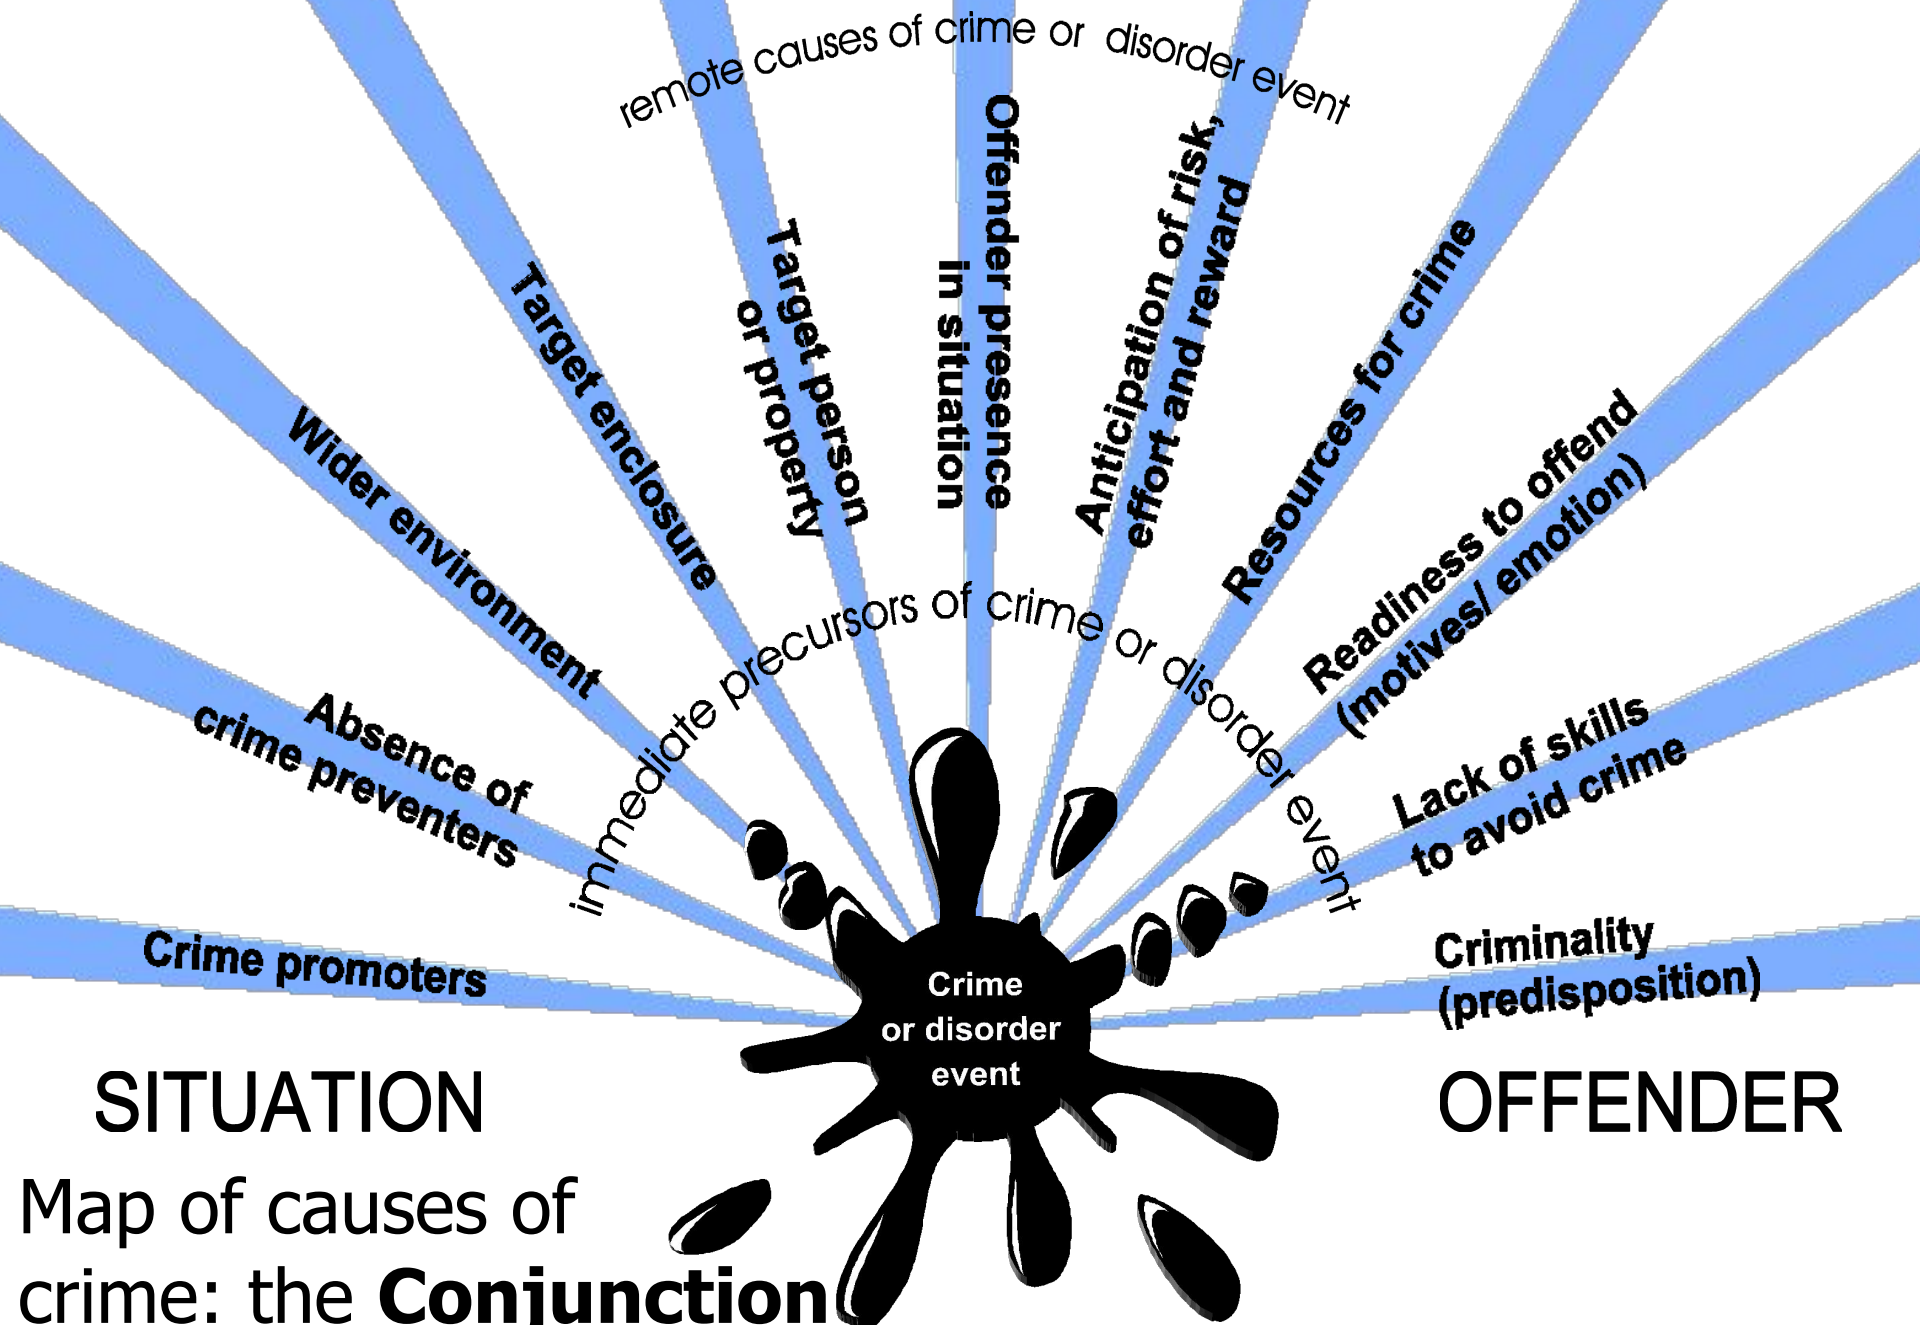 remote causes of crime or disorder event
Crime promoters
Absence of
crime preventers
Wider environment
Target enclosure
Target person
or property
Offender presence
in situation
Anticipation of risk,
effort and reward
Resources for crime
Readiness to offend
(motives/ emotion)
Lack of skills
to avoid crime
Criminality
(predisposition)
immediate precursors of crime or disorder event
Crime
or disorder
event
SITUATION
OFFENDER
Map of causes of
crime: the Conjunction